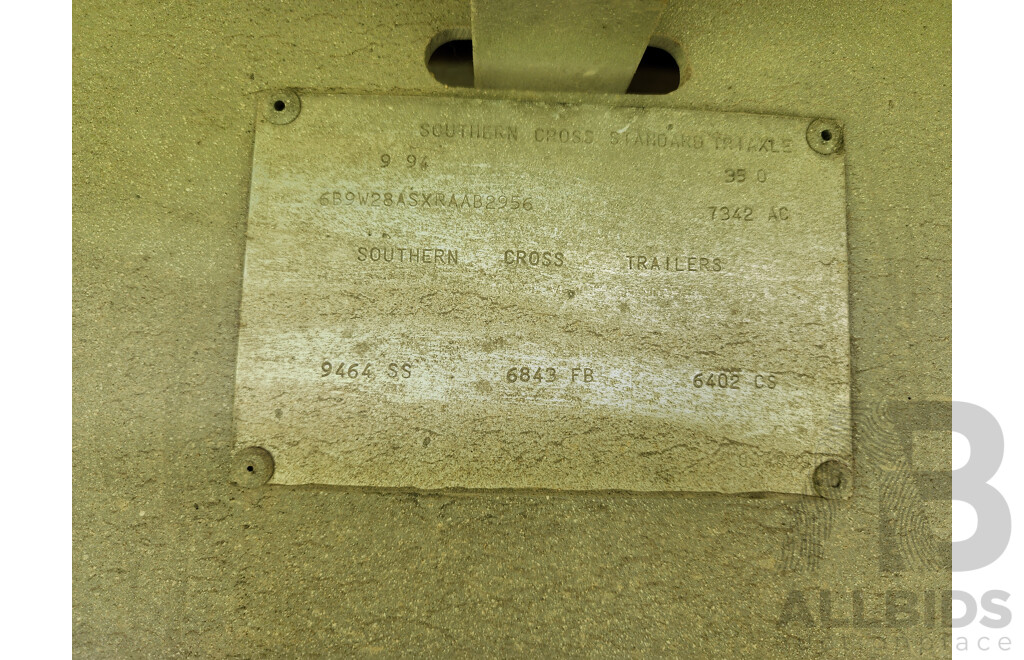 SOUTHERN CROSS STANDARD TRIAXLE
9 94 35 0
6B9W28ASXRAAB2956 7342 AC
SOUTHERN CROSS TRAILERS
9464 SS 6843 FB 6402 CS
B
ALLBIDS